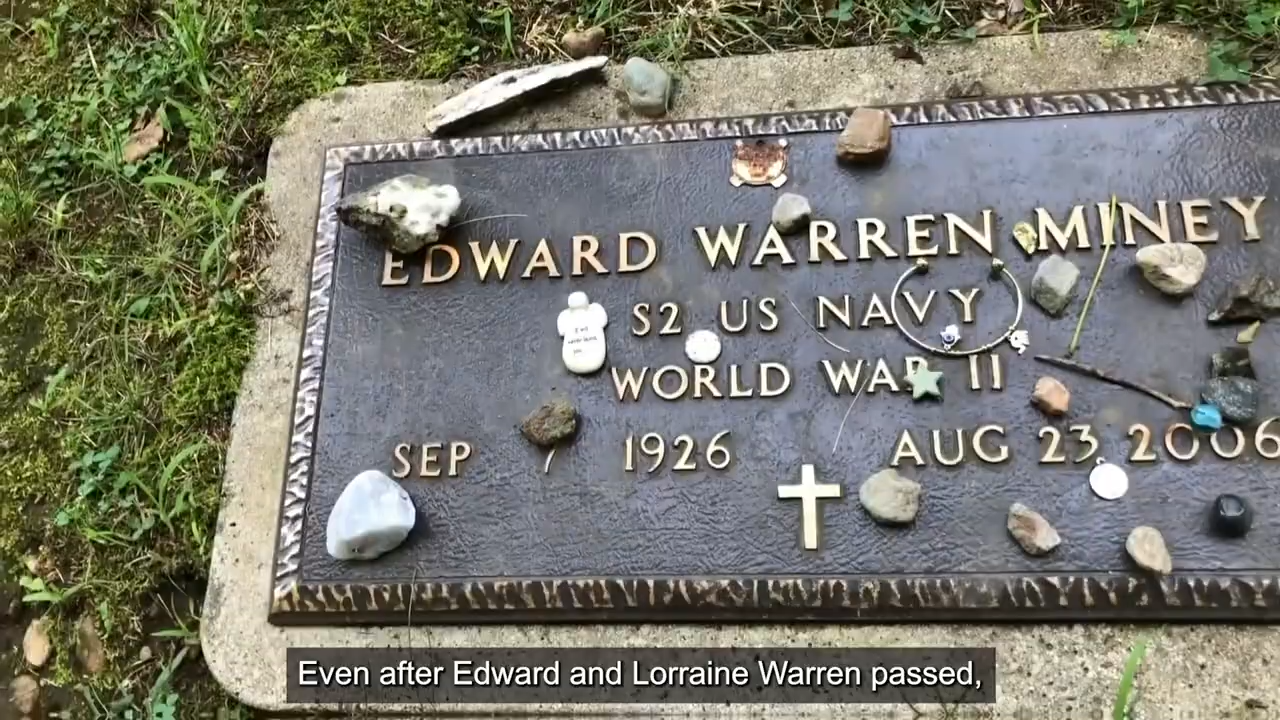 EDWARD WARREN MINEY
S2 US NAVY
WORLD WAR II
SEP 1926 AUG 23 2006
Even after Edward and Lorraine Warren passed,